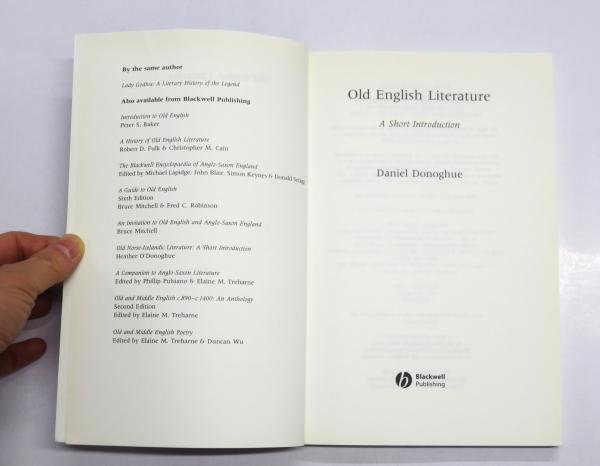 By the same author
Lady Godiva: A Literary History of the Legend
Also available from Blackwell Publishing
Introduction to Old English
Peter S. Baker
A History of Old English Literature
Robert D. Fulk & Christopher M. Cain
The Blackwell Encyclopaedia of Anglo-Saxon England
Edited by Michael Lapidge, John Blair, Simon Keynes & Donald Scragg
A Guide to Old English
Sixth Edition
Bruce Mitchell & Fred C. Robinson
An Invitation to Old English and Anglo-Saxon England
Bruce Mitchell
Old Norse-Icelandic Literature: A Short Introduction
Heather O'Donoghue
A Companion to Anglo-Saxon Literature
Edited by Phillip Pulsiano & Elaine M. Treharne
Old and Middle English c.890–c.1400: An Anthology
Second Edition
Edited by Elaine M. Treharne
Old and Middle English Poetry
Edited by Elaine M. Treharne & Duncan Wu
Old English Literature
A Short Introduction
Daniel Donoghue
b
Blackwell
Publishing